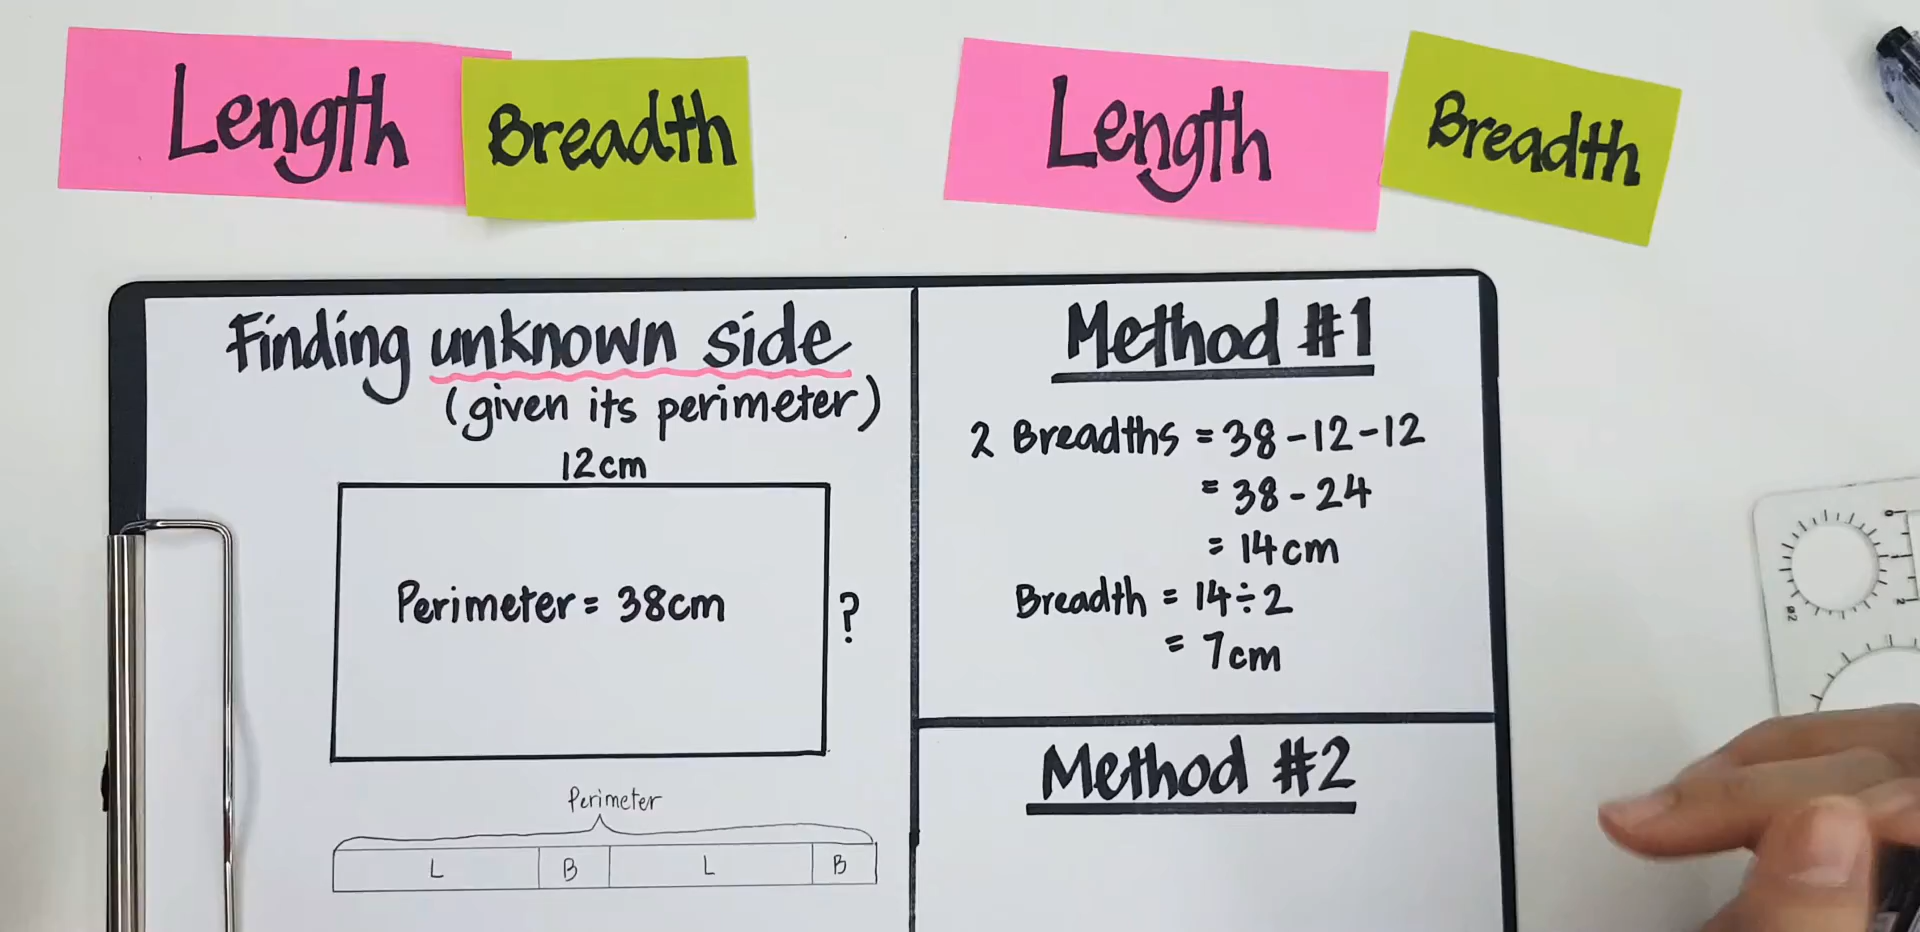 Length Breadth Length Breadth
Finding unknown side
(given its perimeter)
12cm
Perimeter = 38cm
?
Perimeter
L B L B
Method #1
2 Breadths = 38 - 12 - 12
= 38 - 24
= 14cm
Breadth = 14 ÷ 2
= 7cm
Method #2